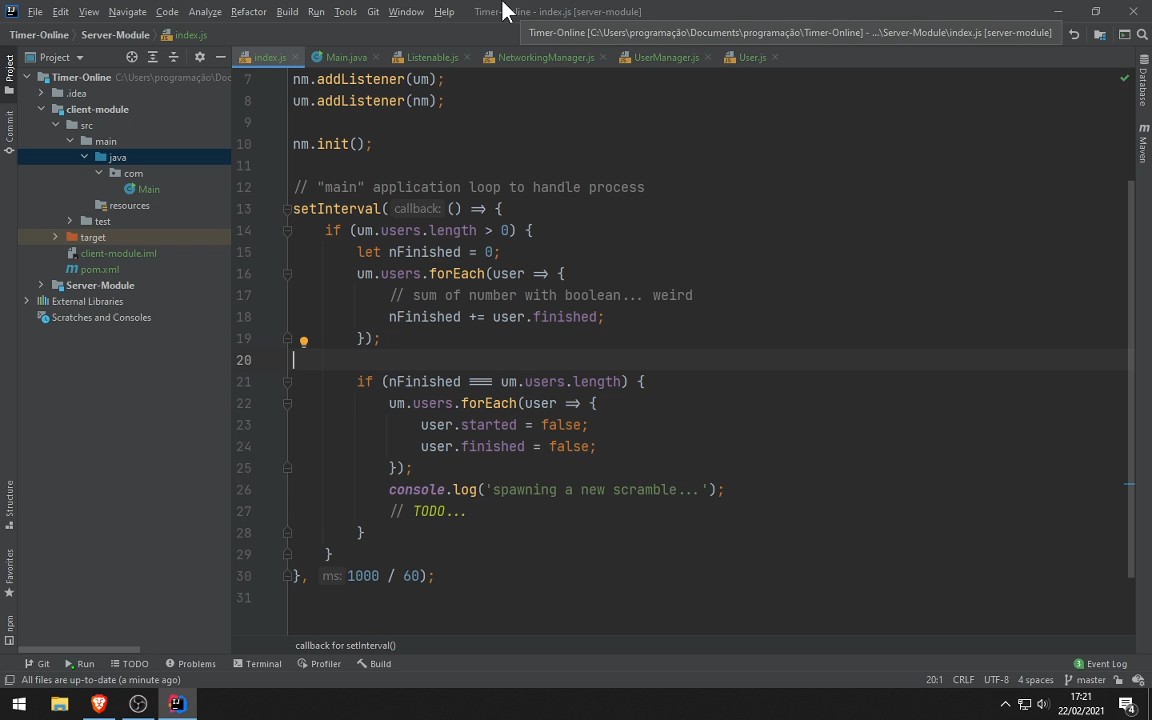 File Edit View Navigate Code Analyze Refactor Build Run Tools Git Window Help Timer-Online - index.js [server-module]
Timer-Online Server-Module index.js
Timer-Online [C:\Users\programação\Documents\programação\Timer-Online] - ...\Server-Module\index.js [server-module]
Project
index.js Main.java Listenable.js NetworkingManager.js UserManager.js User.js
Project
Commit
Structure
Favorites
npm
Timer-Online C:\Users\programação\Doc
.idea
client-module
src
main
java
com
Main
resources
test
target
client-module.iml
pom.xml
Server-Module
External Libraries
Scratches and Consoles
7 nm.addListener(um);
8 um.addListener(nm);
9
10 nm.init();
11
12 // "main" application loop to handle process
13 setInterval( callback: () => {
14 if (um.users.length > 0) {
15 let nFinished = 0;
16 um.users.forEach(user => {
17 // sum of number with boolean... weird
18 nFinished += user.finished;
19 });
20
21 if (nFinished === um.users.length) {
22 um.users.forEach(user => {
23 user.started = false;
24 user.finished = false;
25 });
26 console.log('spawning a new scramble...');
27 // TODO...
28 }
29 }
30 }, ms: 1000 / 60);
31
callback for setInterval()
Database
Maven
Git Run TODO Problems Terminal Profiler Build 3 Event Log
All files are up-to-date (a minute ago) 20:1 CRLF UTF-8 4 spaces master
17:21
22/02/2021
4